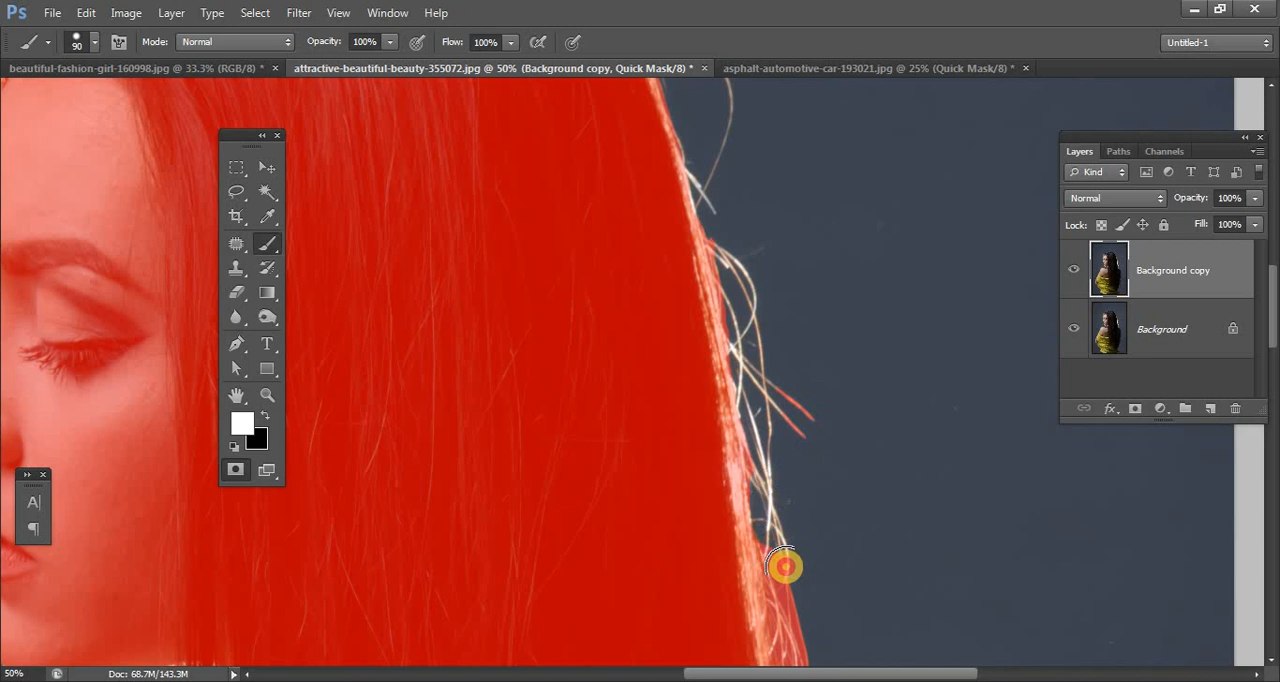 Ps File Edit Image Layer Type Select Filter View Window Help
90 Mode: Normal Opacity: 100% Flow: 100% Untitled-1
beautiful-fashion-girl-160998.jpg @ 33.3% (RGB/8) * × attractive-beautiful-beauty-355072.jpg @ 50% (Background copy, Quick Mask/8) * × asphalt-automotive-car-193021.jpg @ 25% (Quick Mask/8) * ×
Layers Paths Channels
Kind
Normal Opacity: 100%
Lock: Fill: 100%
Background copy
Background
50% Doc: 68.7M/143.3M